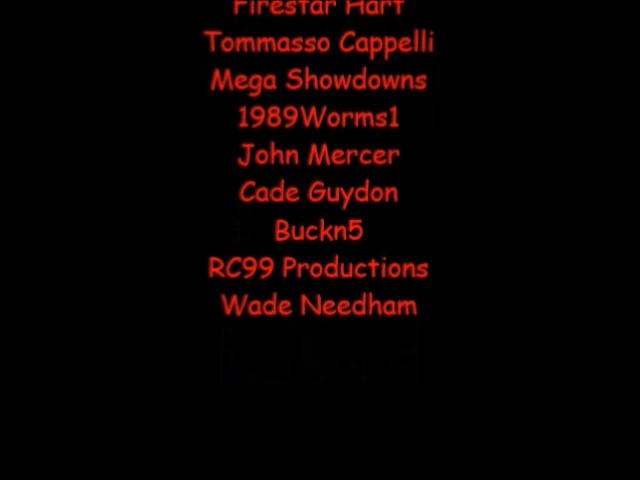 Firestar Hart
Tommasso Cappelli
Mega Showdowns
1989Worms1
John Mercer
Cade Guydon
Buckn5
RC99 Productions
Wade Needham